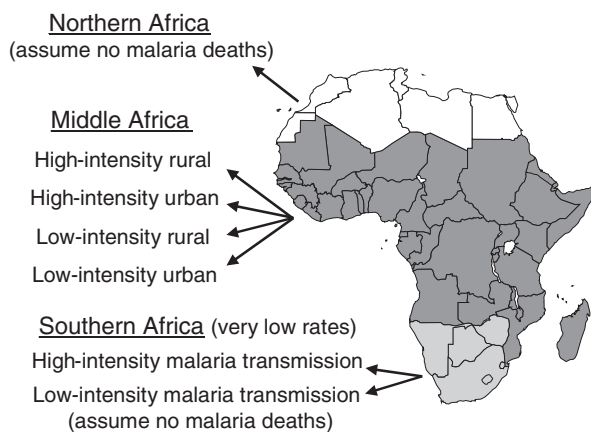 Northern Africa
(assume no malaria deaths)
Middle Africa
High-intensity rural
High-intensity urban
Low-intensity rural
Low-intensity urban
Southern Africa (very low rates)
High-intensity malaria transmission
Low-intensity malaria transmission
(assume no malaria deaths)